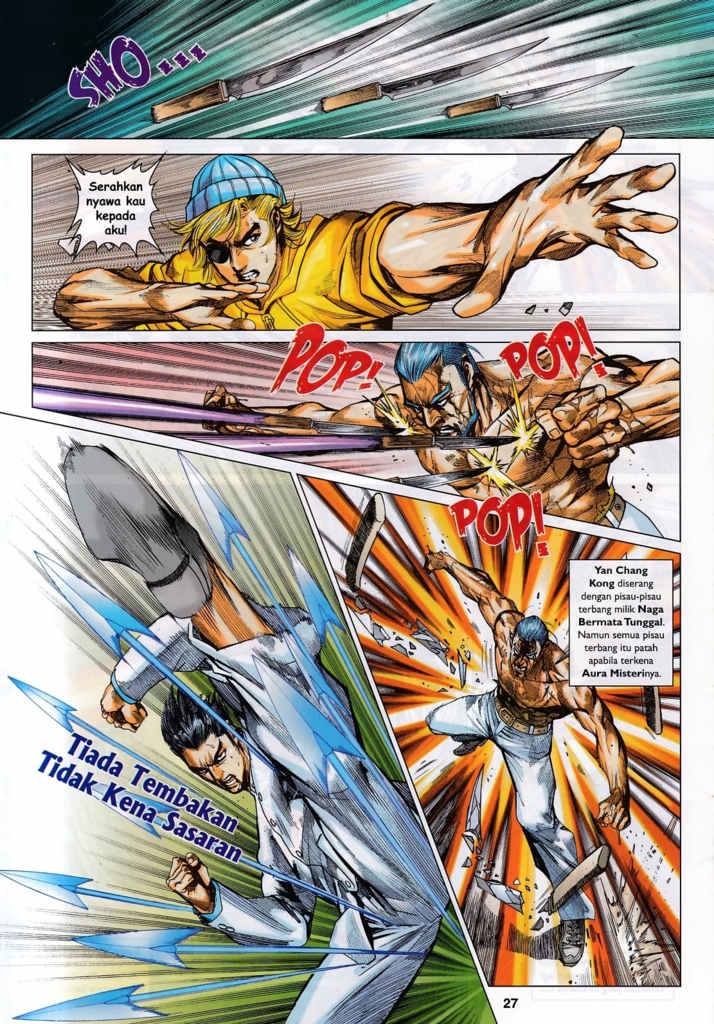 SHO...
Serahkan
nyawa kau
kepada
aku!
POP!
POP!
POP!
Yan Chang
Kong diserang
dengan pisau-pisau
terbang milik Naga
Bermata Tunggal.
Namun semua pisau
terbang itu patah
apabila terkena
Aura Misterinya.
Tiada Tembakan
Tidak Kena Sasaran
27